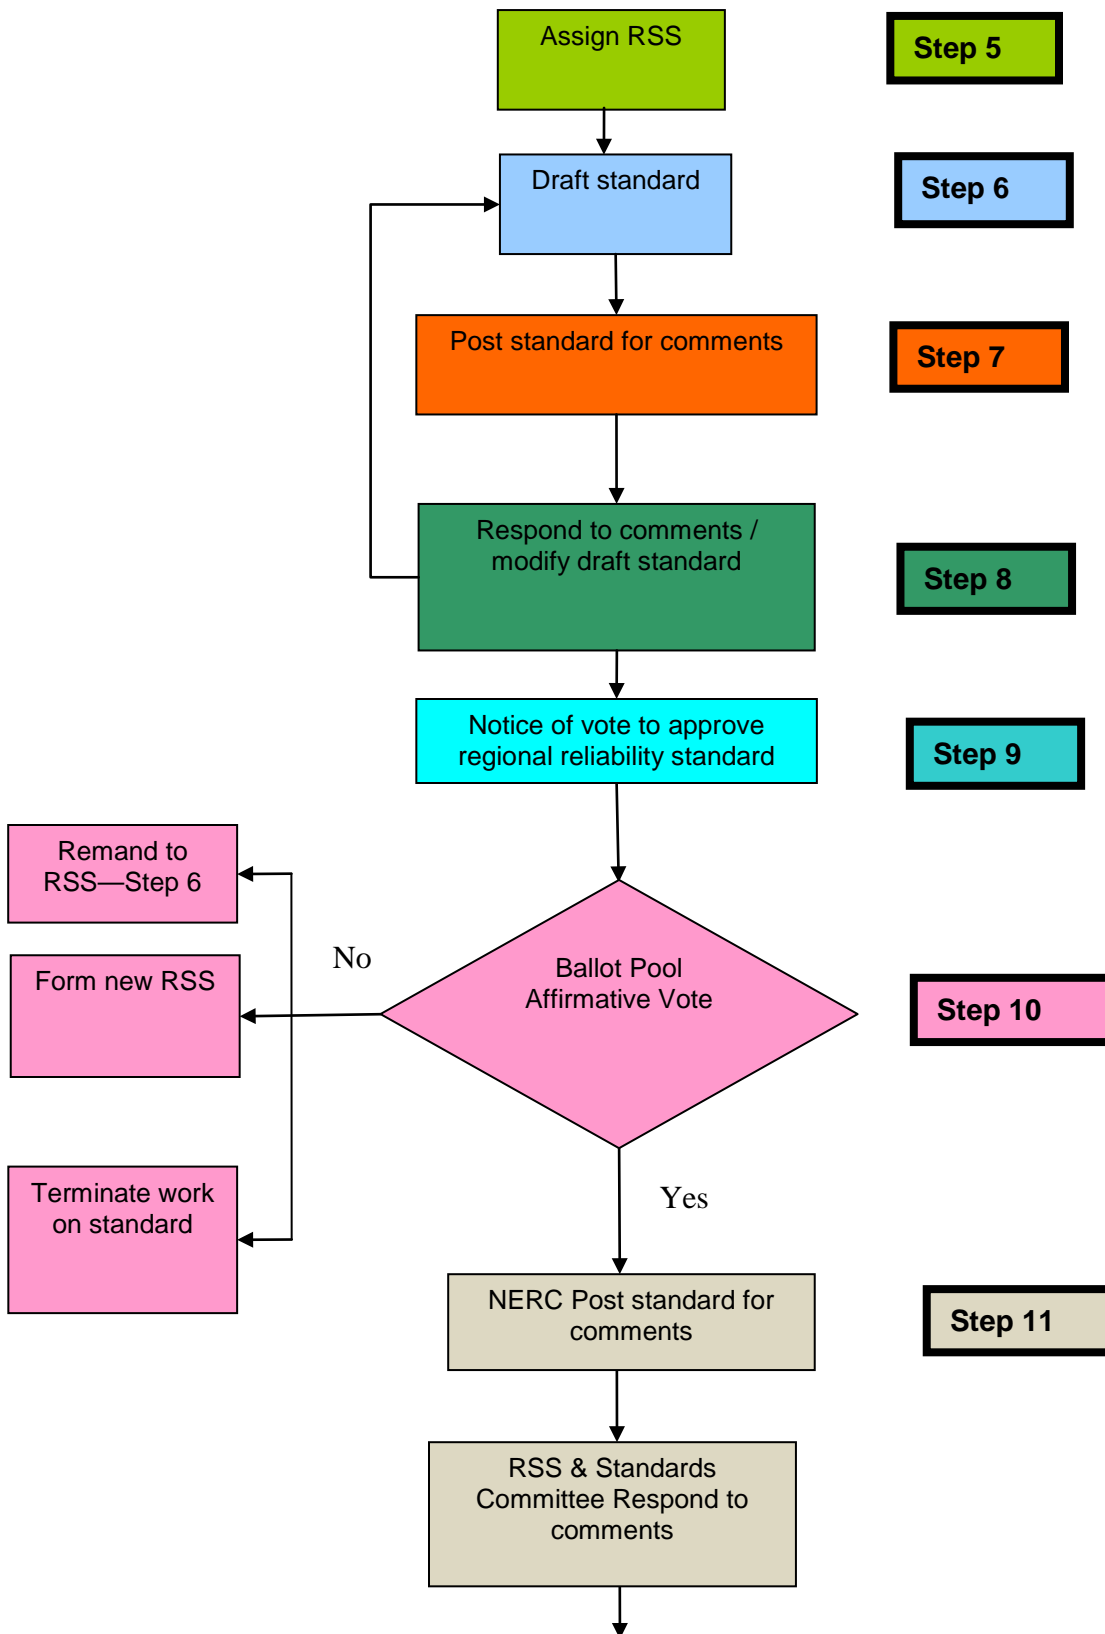 Assign RSS
Step 5
Draft standard
Step 6
Post standard for comments
Step 7
Respond to comments /
modify draft standard
Step 8
Notice of vote to approve
regional reliability standard
Step 9
Remand to
RSS—Step 6
No
Form new RSS
Ballot Pool
Affirmative Vote
Step 10
Terminate work
on standard
Yes
NERC Post standard for
comments
Step 11
RSS & Standards
Committee Respond to
comments